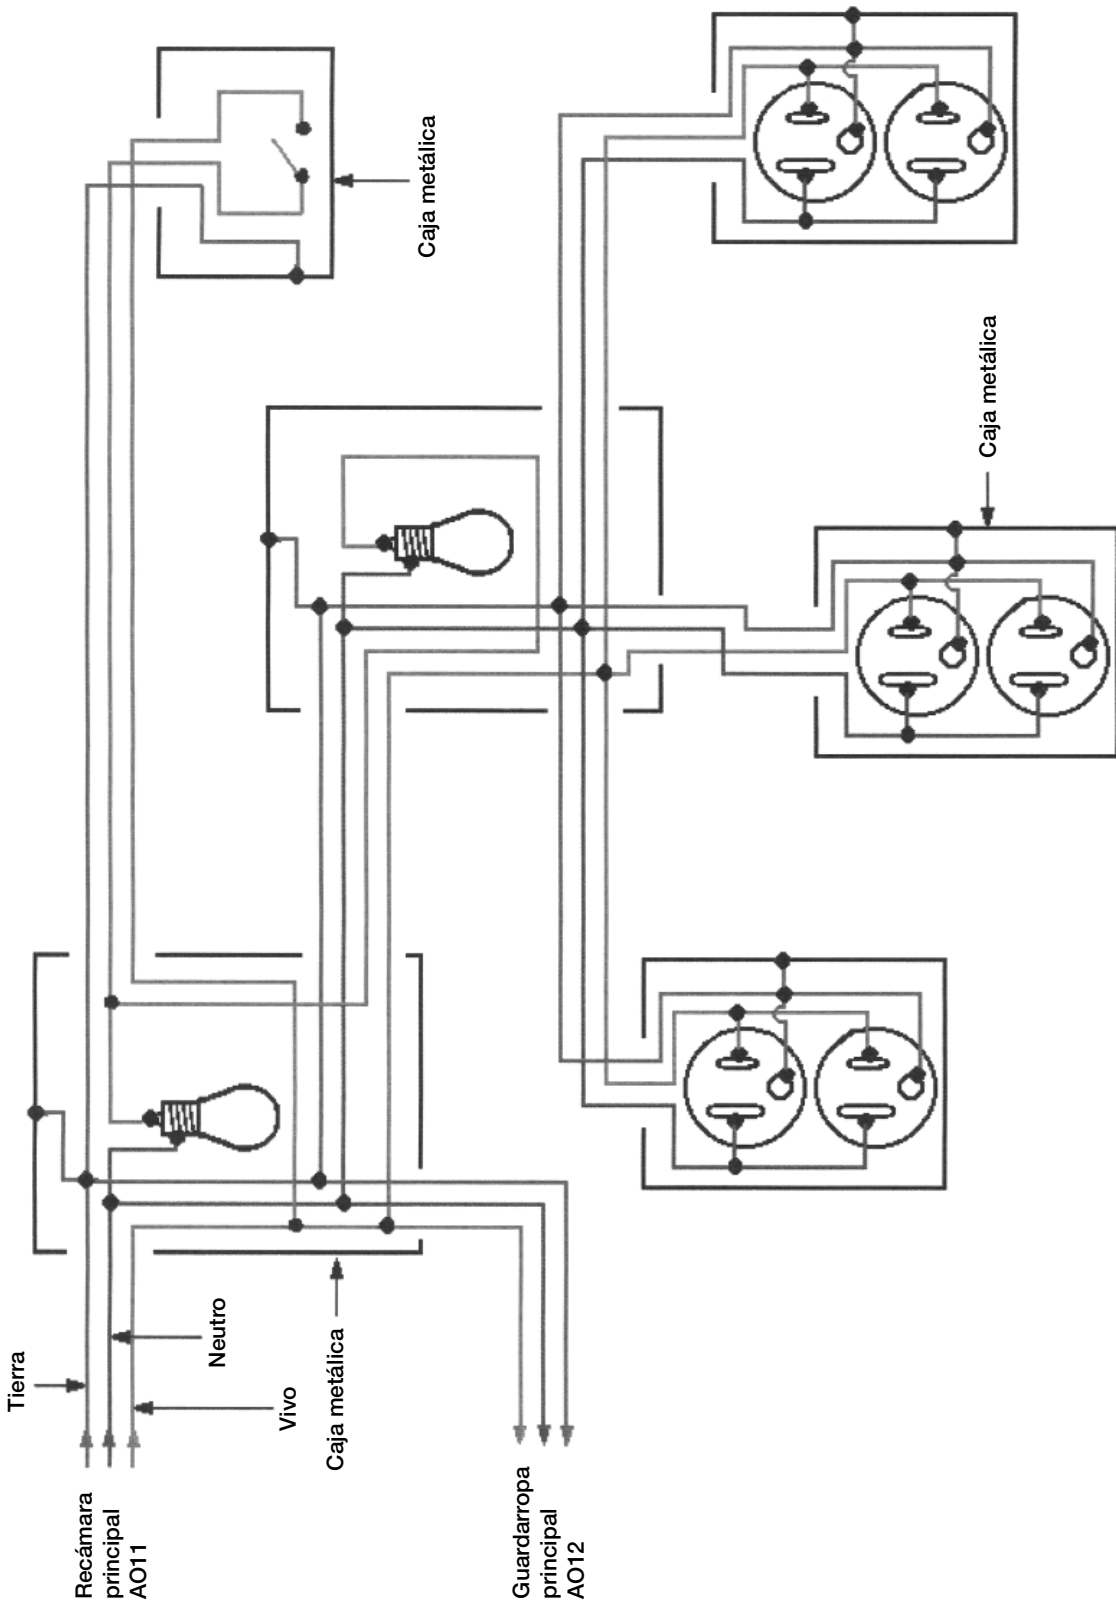 Tierra
Neutro
Vivo
Caja metálica
Recámara
principal
AO11
Guardarropa
principal
AO12
Caja metálica
Caja metálica